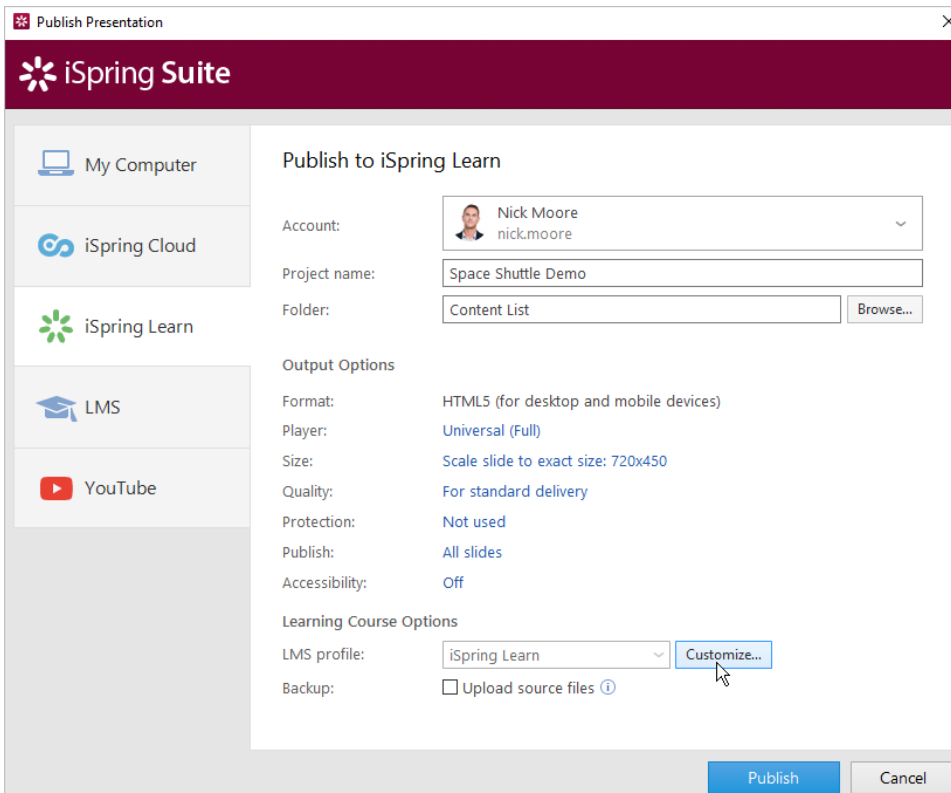 Publish Presentation
iSpring Suite
My Computer
iSpring Cloud
iSpring Learn
LMS
YouTube
Publish to iSpring Learn
Account: Nick Moore
nick.moore
Project name: Space Shuttle Demo
Folder: Content List Browse...
Output Options
Format: HTML5 (for desktop and mobile devices)
Player: Universal (Full)
Size: Scale slide to exact size: 720x450
Quality: For standard delivery
Protection: Not used
Publish: All slides
Accessibility: Off
Learning Course Options
LMS profile: iSpring Learn Customize...
Backup: Upload source files
Publish Cancel